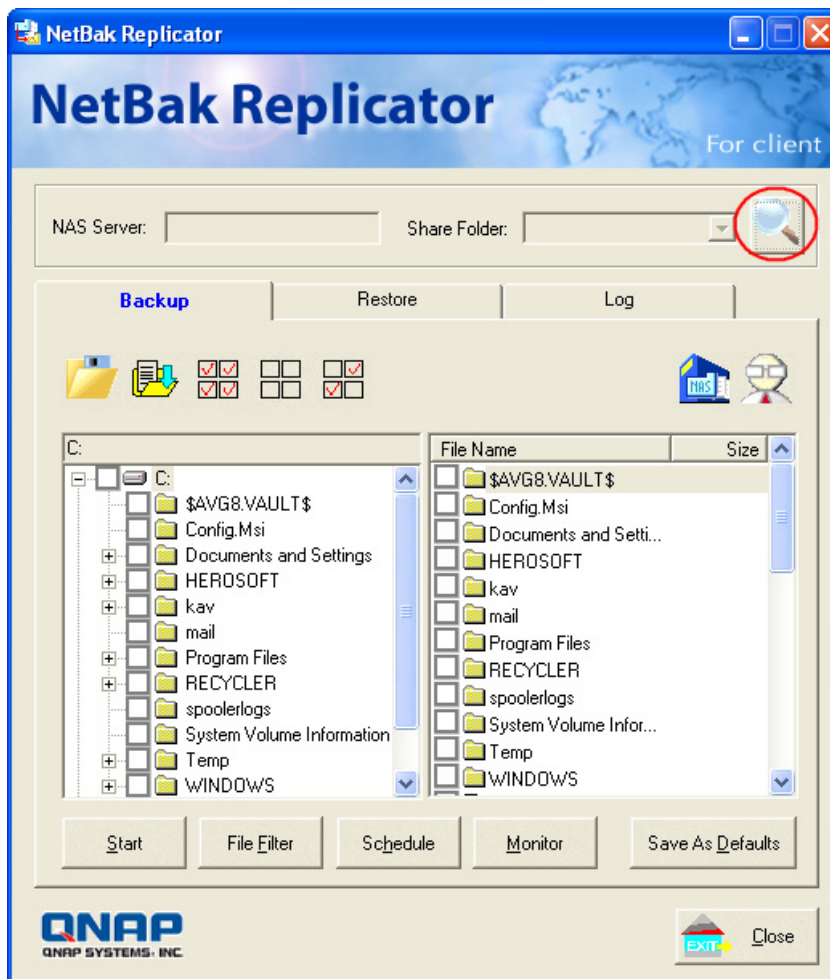 NetBak Replicator
NetBak Replicator
For client
NAS Server:
Share Folder:
Backup
Restore
Log
NAS
C:
C:
$AVG8.VAULT$
Config.Msi
Documents and Settings
HEROSOFT
kav
mail
Program Files
RECYCLER
spoolerlogs
System Volume Information
Temp
WINDOWS
File Name
Size
$AVG8.VAULT$
Config.Msi
Documents and Setti...
HEROSOFT
kav
mail
Program Files
RECYCLER
spoolerlogs
System Volume Infor...
Temp
WINDOWS
Start
File Filter
Schedule
Monitor
Save As Defaults
QNAP
QNAP SYSTEMS, INC.
EXIT
Close